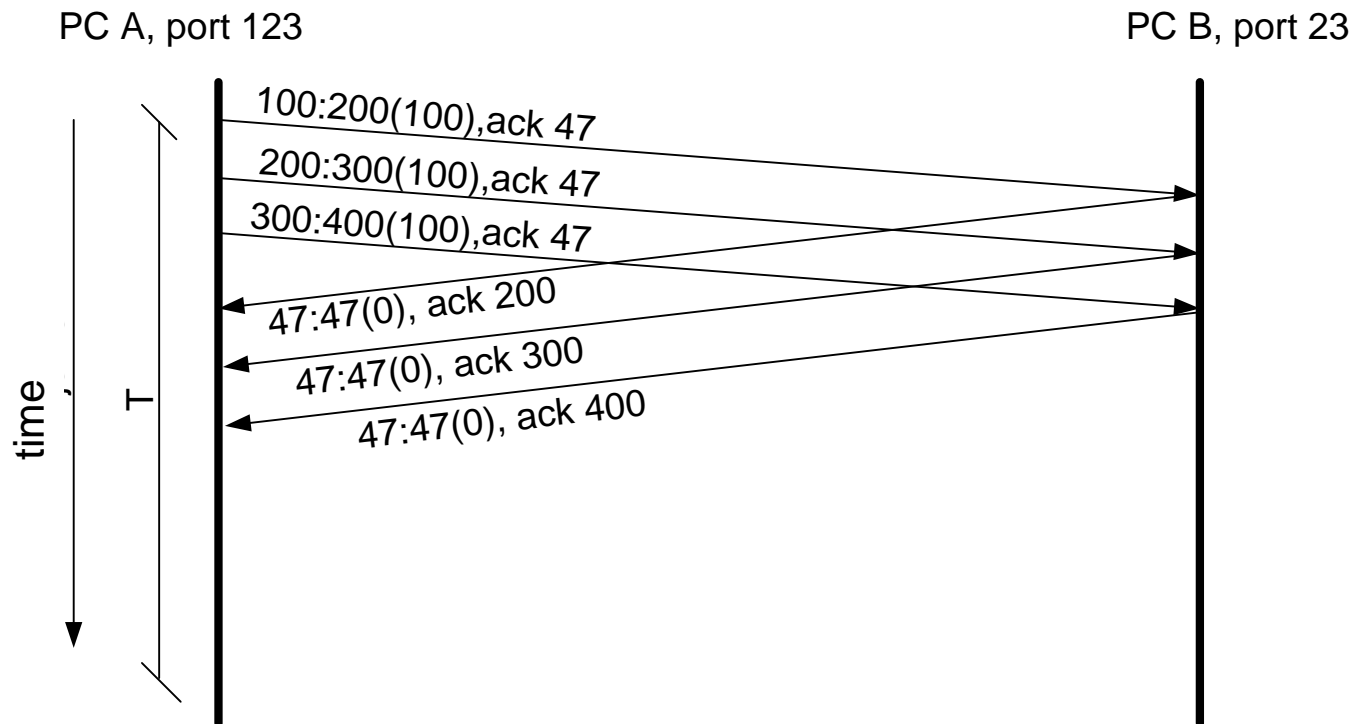 PC A, port 123
PC B, port 23
100:200(100),ack 47
200:300(100),ack 47
300:400(100),ack 47
47:47(0), ack 200
47:47(0), ack 300
47:47(0), ack 400
time
T